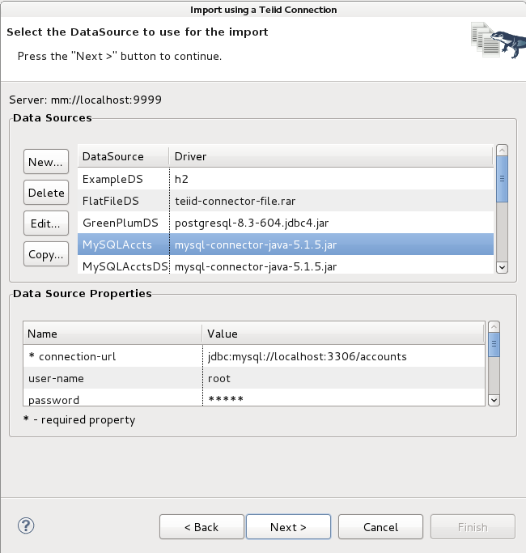 Import using a Teiid Connection
Select the DataSource to use for the import
Press the "Next >" button to continue.
Server: mm://localhost:9999
Data Sources
New...
Delete
Edit...
Copy...
DataSource Driver
ExampleDS h2
FlatFileDS teiid-connector-file.rar
GreenPlumDS postgresql-8.3-604.jdbc4.jar
MySQLAccts mysql-connector-java-5.1.5.jar
MySQLAcctsDS mysql-connector-java-5.1.5.jar
Data Source Properties
Name Value
* connection-url jdbc:mysql://localhost:3306/accounts
user-name root
password *****
* - required property
? < Back Next > Cancel Finish